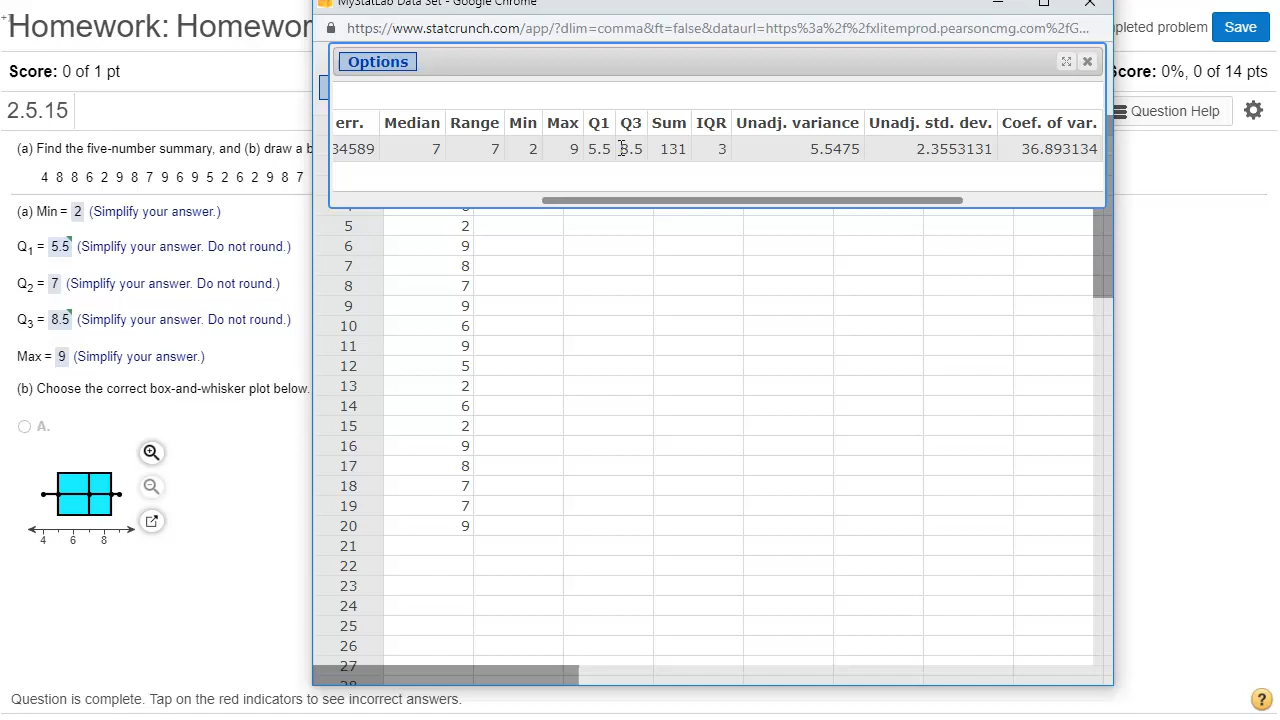 MyStatLab Data Set - Google Chrome
Homework: Homewor
pleted problem
Save
https://www.statcrunch.com/app/?dlim=comma&ft=false&dataurl=https%3a%2f%2fxlitemprod.pearsoncmg.com%2fG...
Score: 0 of 1 pt
Options
Score: 0%, 0 of 14 pts
2.5.15
Question Help
err. Median Range Min Max Q1 Q3 Sum IQR Unadj. variance Unadj. std. dev. Coef. of var.
34589 7 7 2 9 5.5 8.5 131 3 5.5475 2.3553131 36.893134
(a) Find the five-number summary, and (b) draw a b
4 8 8 6 2 9 8 7 9 6 9 5 2 6 2 9 8 7
(a) Min = 2 (Simplify your answer.)
Q1 = 5.5 (Simplify your answer. Do not round.)
Q2 = 7 (Simplify your answer. Do not round.)
Q3 = 8.5 (Simplify your answer. Do not round.)
Max = 9 (Simplify your answer.)
(b) Choose the correct box-and-whisker plot below.
A.
4 6 8
5 2
6 9
7 8
8 7
9 9
10 6
11 9
12 5
13 2
14 6
15 2
16 9
17 8
18 7
19 7
20 9
21
22
23
24
25
26
27
Question is complete. Tap on the red indicators to see incorrect answers.
?